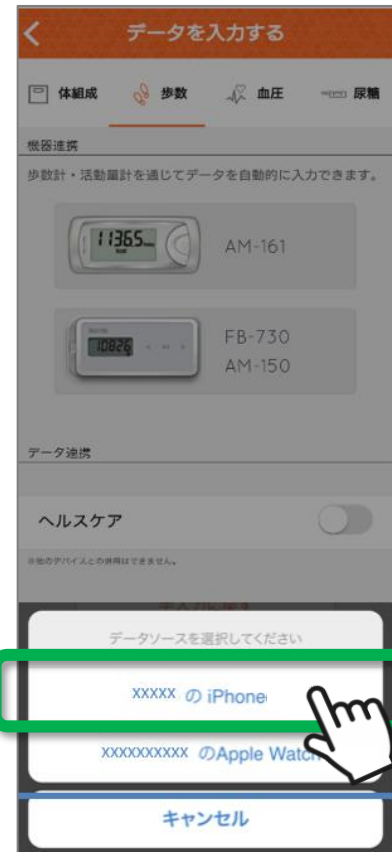 データを入力する
体組成 歩数 血圧 尿糖
機器連携
歩数計・活動量計を通じてデータを自動的に入力できます。
11365
AM-161
10826
FB-730
AM-150
データ連携
ヘルスケア
※他のデバイスとの併用はできません。
データソースを選択してください
xxxxx の iPhone
xxxxxxxxxx のApple Watch
キャンセル